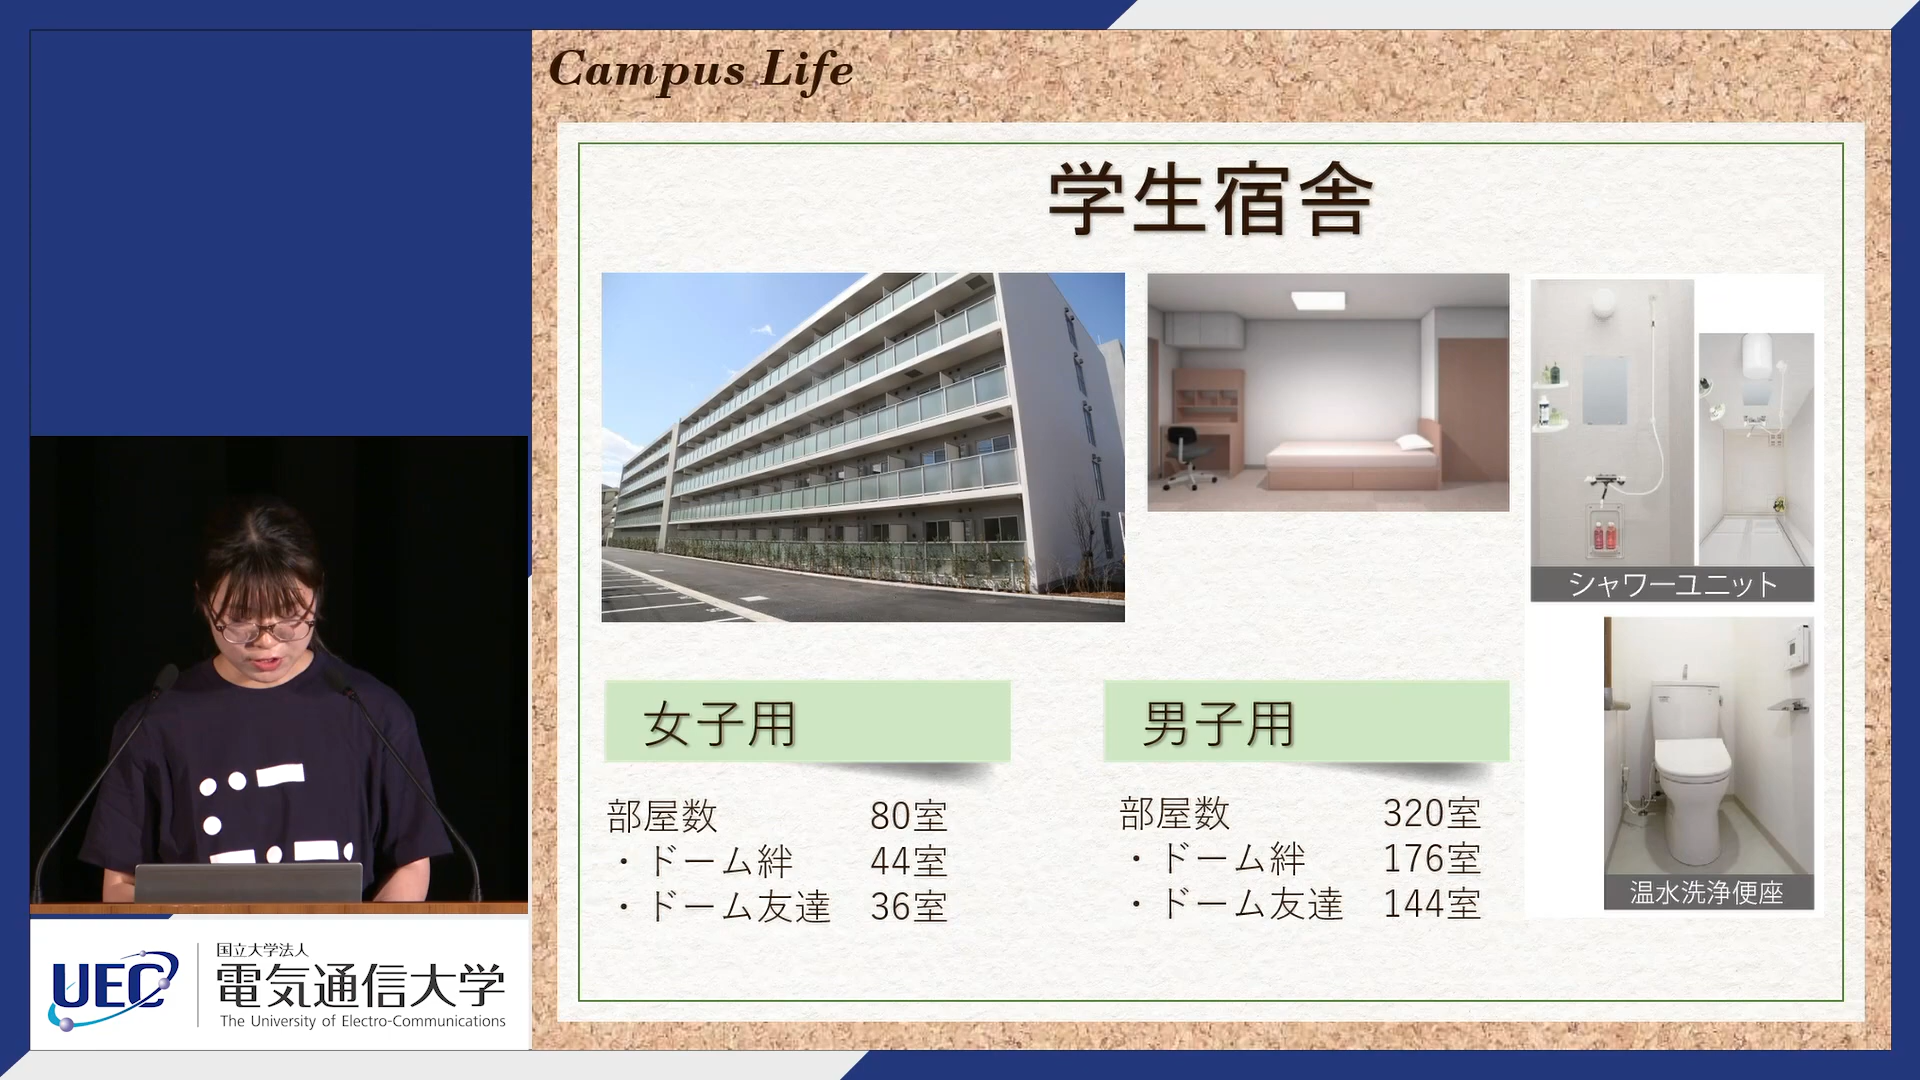 Campus Life
学生宿舎
シャワーユニット
温水洗浄便座
女子用
部屋数 80室
・ドーム絆 44室
・ドーム友達 36室
男子用
部屋数 320室
・ドーム絆 176室
・ドーム友達 144室
UEC
国立大学法人
電気通信大学
The University of Electro-Communications